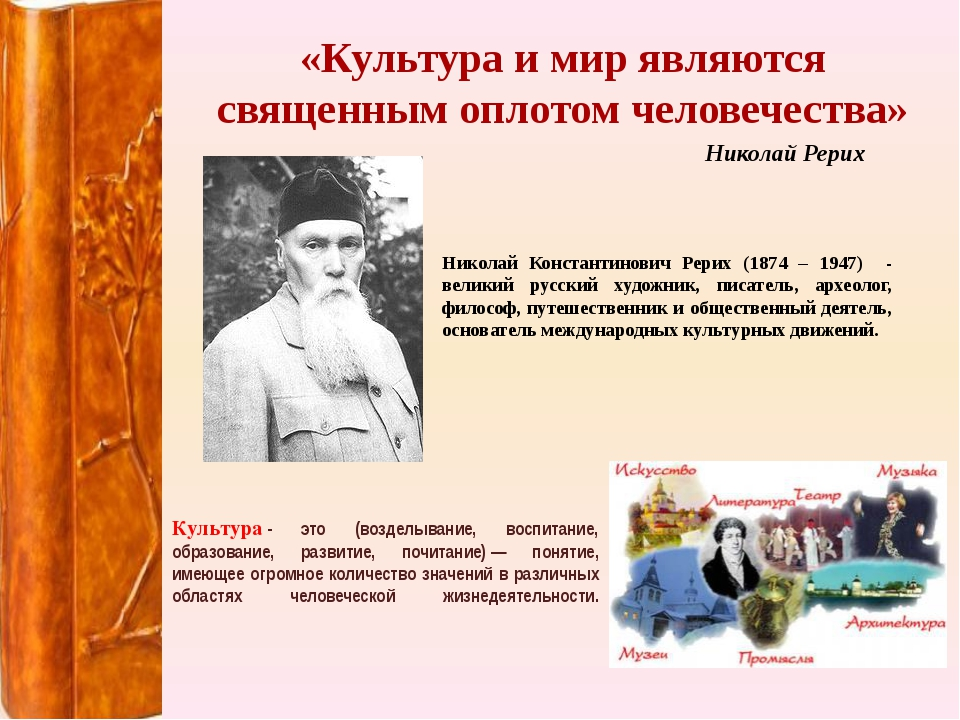 «Культура и мир являются
священным оплотом человечества»
Николай Рерих
Николай Константинович Рерих (1874 – 1947) -
великий русский художник, писатель, археолог,
философ, путешественник и общественный деятель,
основатель международных культурных движений.
Культура - это (возделывание, воспитание,
образование, развитие, почитание) — понятие,
имеющее огромное количество значений в различных
областях человеческой жизнедеятельности.
Искусство
Музыка
Литература
Театр
Архитектура
Музеи
Промыслы